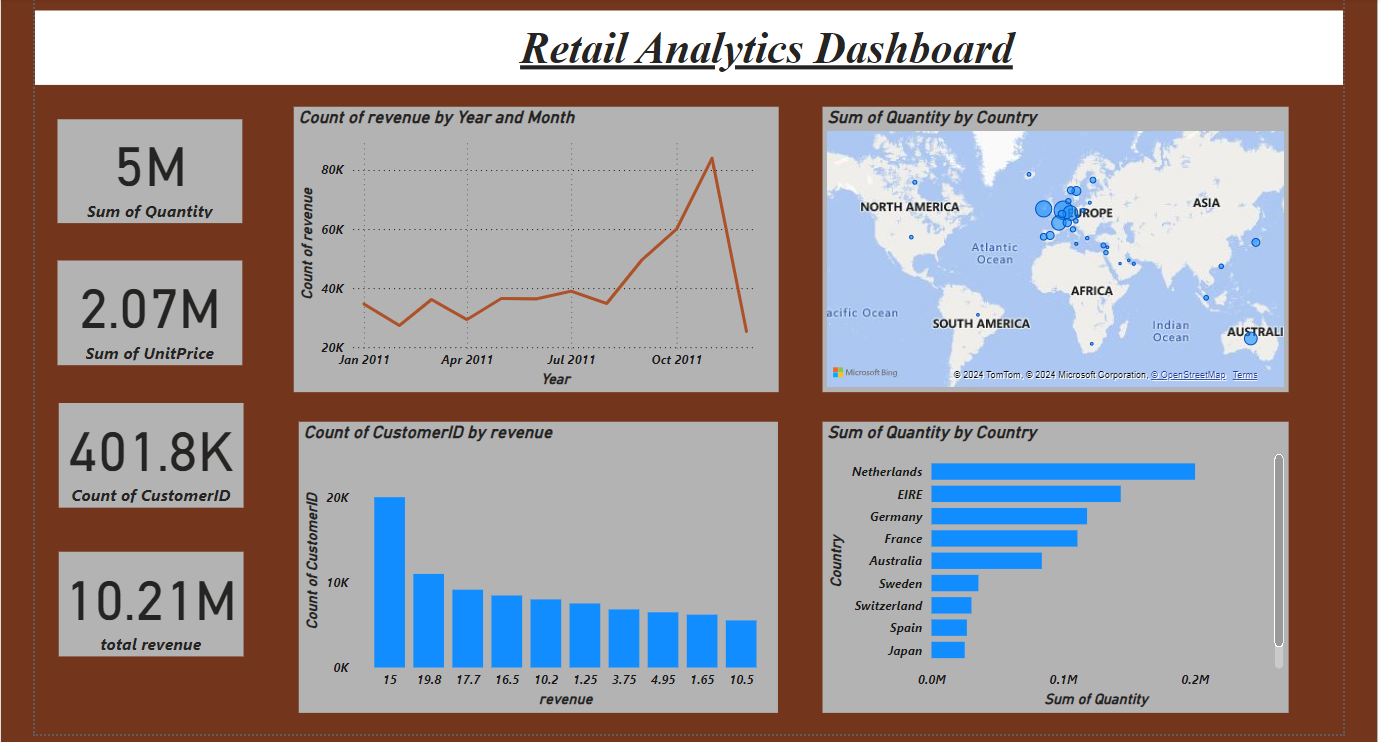 Retail Analytics Dashboard
5M
Sum of Quantity
2.07M
Sum of UnitPrice
401.8K
Count of CustomerID
10.21M
total revenue
Count of revenue by Year and Month
Count of revenue
80K
60K
40K
20K
Jan 2011 Apr 2011 Jul 2011 Oct 2011
Year
Sum of Quantity by Country
NORTH AMERICA
EUROPE
ASIA
Atlantic
Ocean
AFRICA
acific Ocean
SOUTH AMERICA
Indian
Ocean
AUSTRALI
Microsoft Bing
© 2024 TomTom, © 2024 Microsoft Corporation, © OpenStreetMap Terms
Count of CustomerID by revenue
Count of CustomerID
20K
10K
0K
15 19.8 17.7 16.5 10.2 1.25 3.75 4.95 1.65 10.5
revenue
Sum of Quantity by Country
Country
Netherlands
EIRE
Germany
France
Australia
Sweden
Switzerland
Spain
Japan
0.0M 0.1M 0.2M
Sum of Quantity